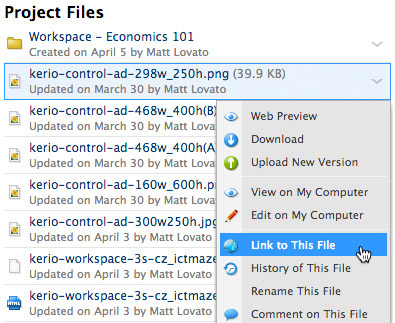 Project Files
Workspace – Economics 101
Created on April 5 by Matt Lovato
kerio-control-ad-298w_250h.png (39.9 KB)
Updated on March 30 by Matt Lovato
kerio-control-ad-468w_400h(B)
Updated on March 30 by Matt
kerio-control-ad-468w_400h(A)
Updated on March 30 by Matt
kerio-control-ad-160w_600h.pn
Updated on March 30 by Matt
kerio-control-ad-300w250h.jpg
Updated on April 3 by Matt Lo
kerio-workspace-3s-cz_ictmaze
Updated on April 3 by Matt Lo
kerio-workspace-3s-cz_ictmaze
Updated on April 3 by Matt Lo
Web Preview
Download
Upload New Version
View on My Computer
Edit on My Computer
Link to This File
History of This File
Rename This File
Comment on This File
HTML